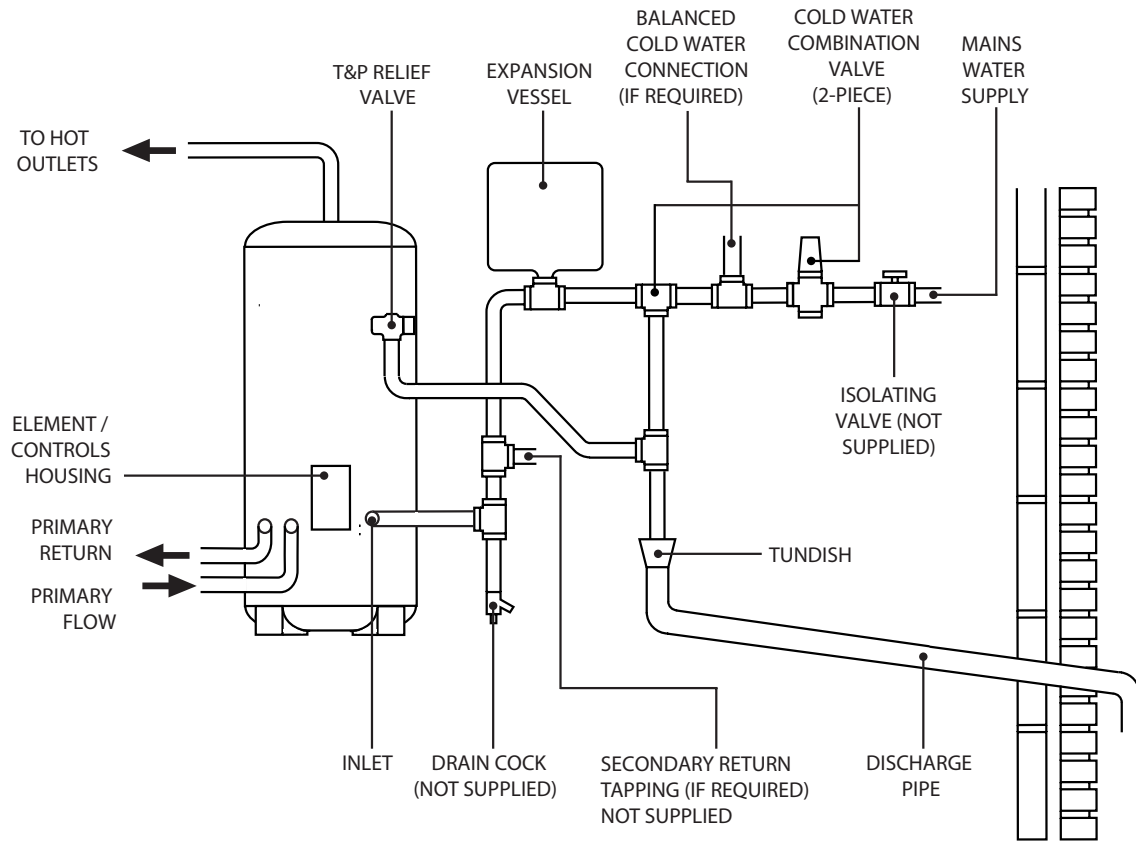 BALANCED
COLD WATER
CONNECTION
(IF REQUIRED)
COLD WATER
COMBINATION
VALVE
(2-PIECE)
MAINS
WATER
SUPPLY
T&P RELIEF
VALVE
EXPANSION
VESSEL
TO HOT
OUTLETS
ISOLATING
VALVE (NOT
SUPPLIED)
ELEMENT /
CONTROLS
HOUSING
PRIMARY
RETURN
PRIMARY
FLOW
TUNDISH
INLET
DRAIN COCK
(NOT SUPPLIED)
SECONDARY RETURN
TAPPING (IF REQUIRED)
NOT SUPPLIED
DISCHARGE
PIPE